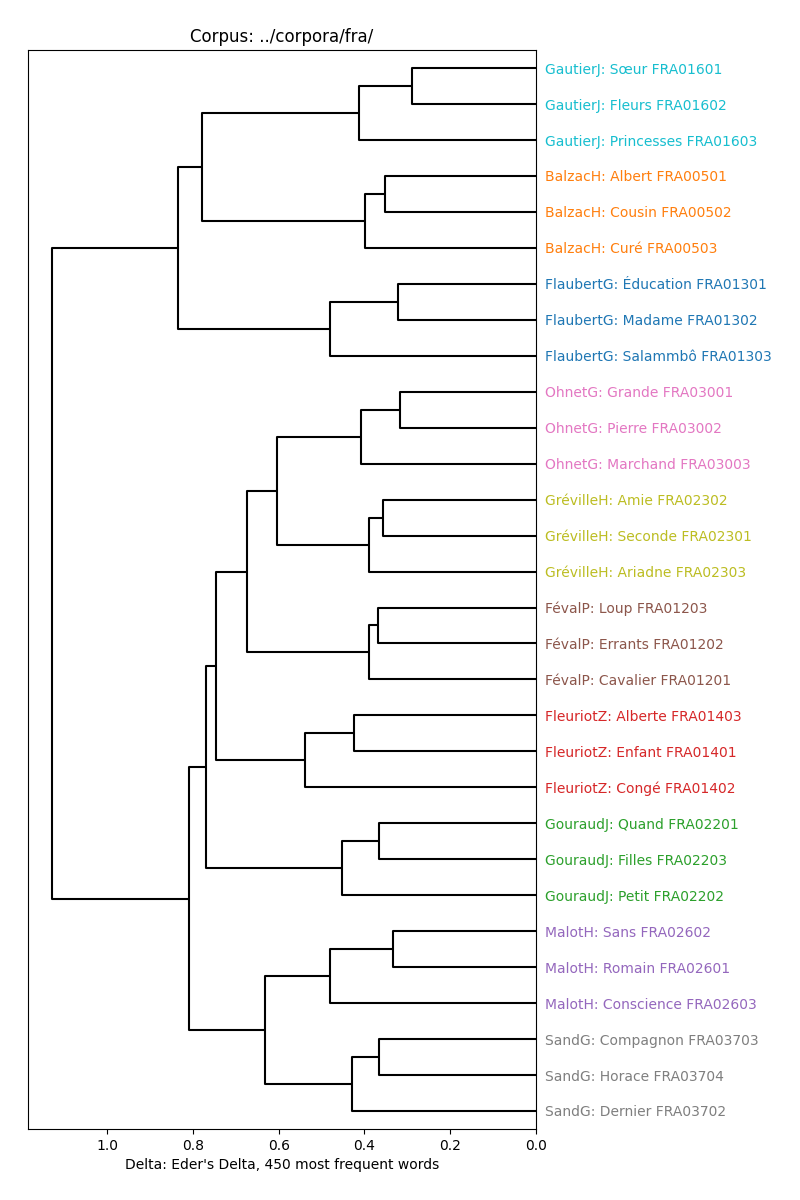 Corpus: ../corpora/fra/
GautierJ: Sœur FRA01601
GautierJ: Fleurs FRA01602
GautierJ: Princesses FRA01603
BalzacH: Albert FRA00501
BalzacH: Cousin FRA00502
BalzacH: Curé FRA00503
FlaubertG: Éducation FRA01301
FlaubertG: Madame FRA01302
FlaubertG: Salammbô FRA01303
OhnetG: Grande FRA03001
OhnetG: Pierre FRA03002
OhnetG: Marchand FRA03003
GrévilleH: Amie FRA02302
GrévilleH: Seconde FRA02301
GrévilleH: Ariadne FRA02303
FévalP: Loup FRA01203
FévalP: Errants FRA01202
FévalP: Cavalier FRA01201
FleuriotZ: Alberte FRA01403
FleuriotZ: Enfant FRA01401
FleuriotZ: Congé FRA01402
GouraudJ: Quand FRA02201
GouraudJ: Filles FRA02203
GouraudJ: Petit FRA02202
MalotH: Sans FRA02602
MalotH: Romain FRA02601
MalotH: Conscience FRA02603
SandG: Compagnon FRA03703
SandG: Horace FRA03704
SandG: Dernier FRA03702
1.0 0.8 0.6 0.4 0.2 0.0
Delta: Eder's Delta, 450 most frequent words